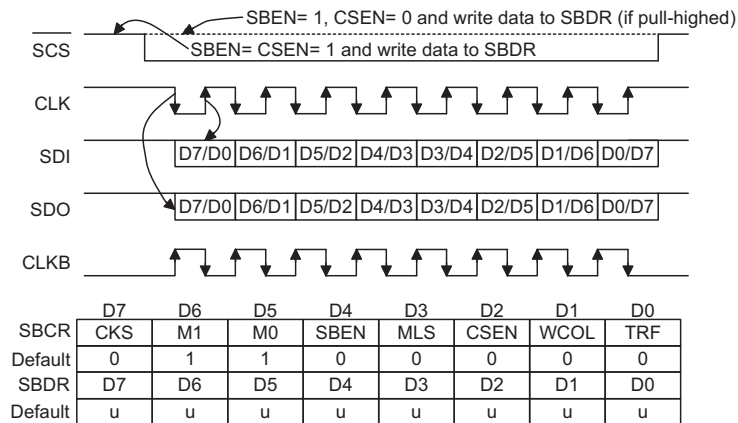 SBEN= 1, CSEN= 0 and write data to SBDR (if pull-highed)
SCS
SBEN= CSEN= 1 and write data to SBDR
CLK
SDI D7/D0 D6/D1 D5/D2 D4/D3 D3/D4 D2/D5 D1/D6 D0/D7
SDO D7/D0 D6/D1 D5/D2 D4/D3 D3/D4 D2/D5 D1/D6 D0/D7
CLKB
D7 D6 D5 D4 D3 D2 D1 D0
SBCR CKS M1 M0 SBEN MLS CSEN WCOL TRF
Default 0 1 1 0 0 0 0 0
SBDR D7 D6 D5 D4 D3 D2 D1 D0
Default u u u u u u u u